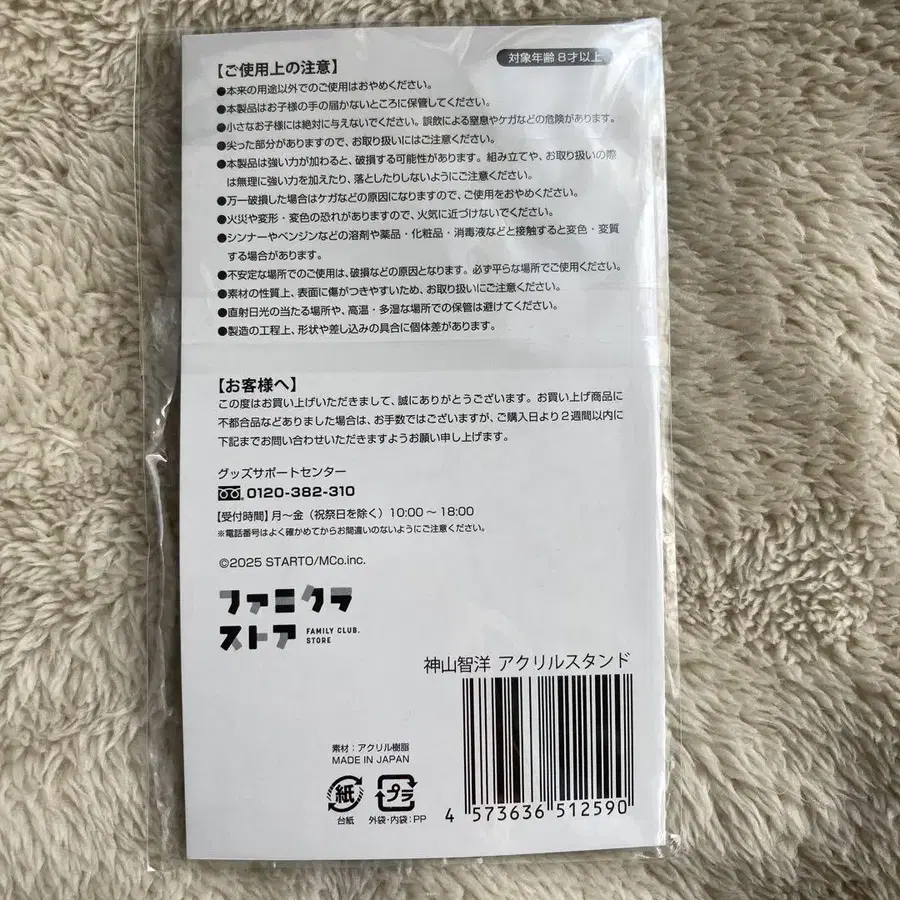 【ご使用上の注意】
対象年齢 8才以上
●本来の用途以外でのご使用はおやめください。
●本製品はお子様の手の届かないところに保管してください。
●小さなお子様には絶対に与えないでください。誤飲による窒息やケガなどの危険があります。
●尖った部分がありますので、お取り扱いにはご注意ください。
●本製品は強い力が加わると、破損する可能性があります。組み立てや、お取り扱いの際
は無理に強い力を加えたり、落としたりしないようにご注意ください。
●万一破損した場合はケガなどの原因になりますので、ご使用をおやめください。
●火災や変形・変色の恐れがありますので、火気に近づけないでください。
●シンナーやベンジンなどの溶剤や薬品・化粧品・消毒液などと接触すると変色・変質
する場合があります。
●不安定な場所でのご使用は、破損などの原因となります。必ず平らな場所でご使用ください。
●素材の性質上、表面に傷がつきやすいため、お取り扱いにご注意ください。
●直射日光の当たる場所や、高温・多湿な場所での保管は避けてください。
●製造の工程上、形状や差し込みの具合に個体差があります。
【お客様へ】
この度はお買い上げいただきまして、誠にありがとうございます。お買い上げ商品に
不都合品などありました場合は、お手数ではございますが、ご購入日より2週間以内に
下記までお問い合わせいただきますようお願い申し上げます。
グッズサポートセンター
0120-382-310
【受付時間】月〜金（祝祭日を除く）10:00〜18:00
※電話番号はよく確かめてからお間違いのないようにご注意ください。
©2025 STARTO/MCo.inc.
ファミクラ
ストア
FAMILY CLUB.
STORE
神山智洋 アクリルスタンド
素材：アクリル樹脂
MADE IN JAPAN
紙
台紙
プラ
外袋・内袋：PP
4 573636 512590